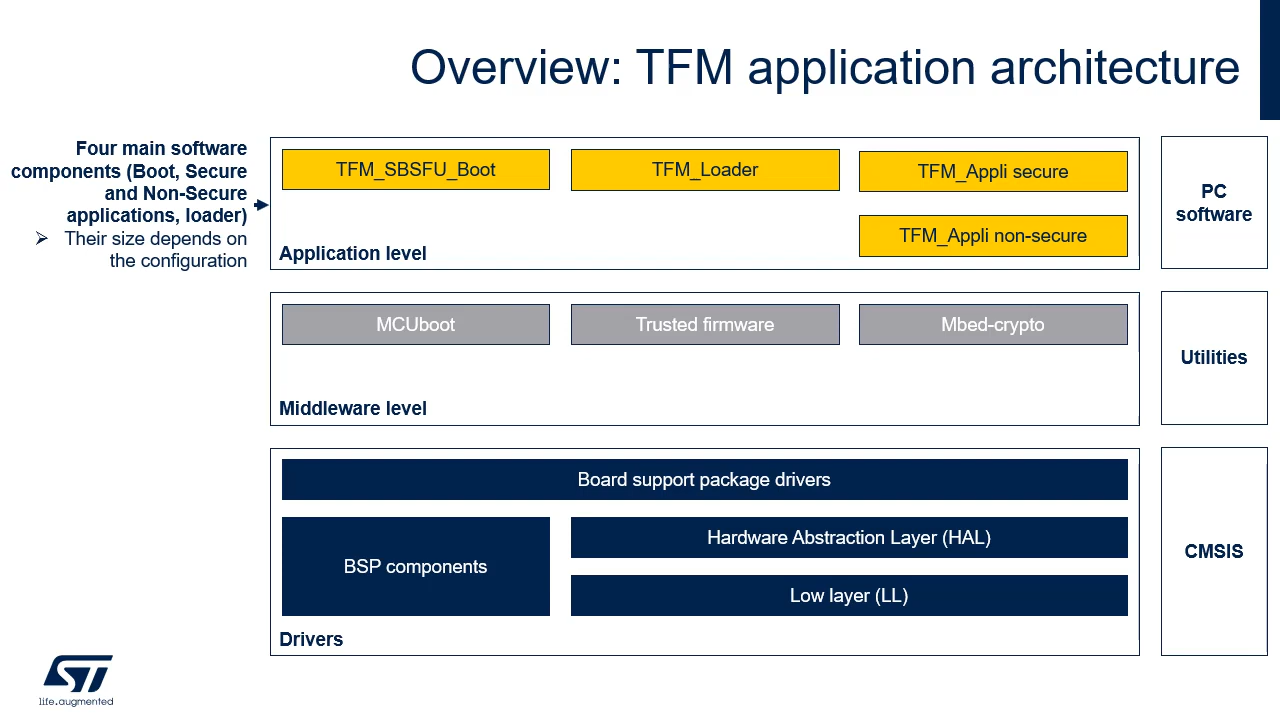 Overview: TFM application architecture
Four main software
components (Boot, Secure
and Non-Secure
applications, loader)
➢ Their size depends on
the configuration
TFM_SBSFU_Boot
TFM_Loader
TFM_Appli secure
TFM_Appli non-secure
Application level
PC
software
MCUboot
Trusted firmware
Mbed-crypto
Middleware level
Utilities
Board support package drivers
BSP components
Hardware Abstraction Layer (HAL)
Low layer (LL)
Drivers
CMSIS
ST
life.augmented